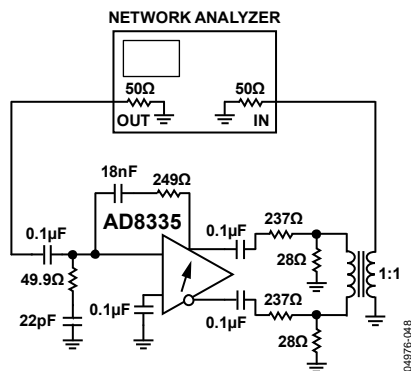 NETWORK ANALYZER
50Ω
50Ω
OUT
IN
18nF
249Ω
AD8335
0.1µF
0.1µF
237Ω
28Ω
49.9Ω
1:1
22pF
0.1µF
0.1µF
237Ω
28Ω
04976-048